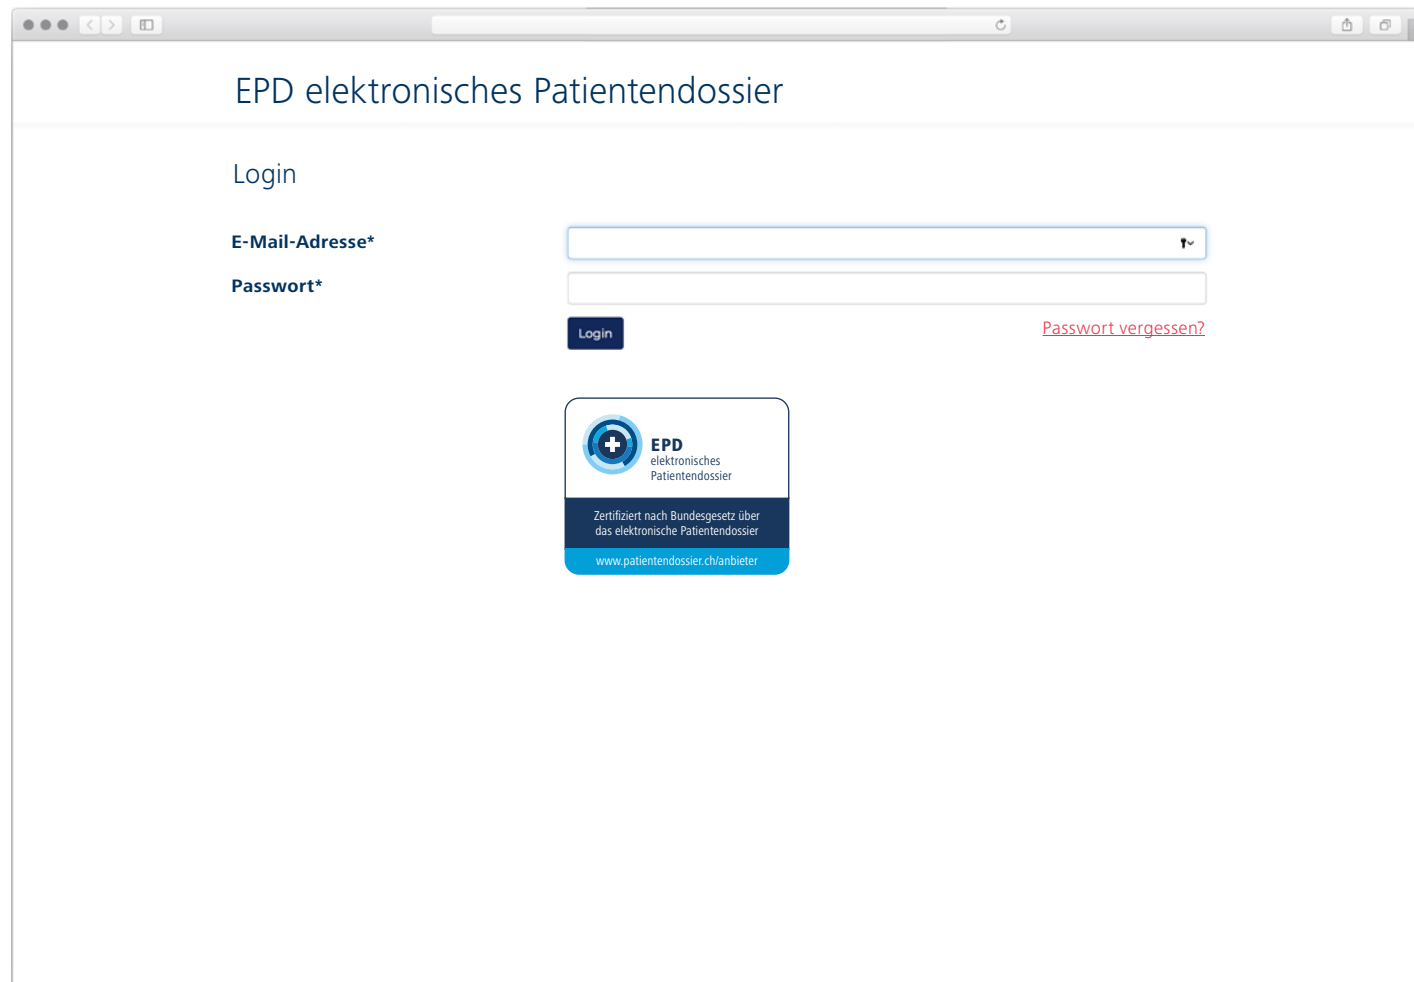 EPD elektronisches Patientendossier
Login
E-Mail-Adresse*
Passwort*
Login
Passwort vergessen?
EPD
elektronisches
Patientendossier
Zertifiziert nach Bundesgesetz über
das elektronische Patientendossier
www.patientendossier.ch/anbieter